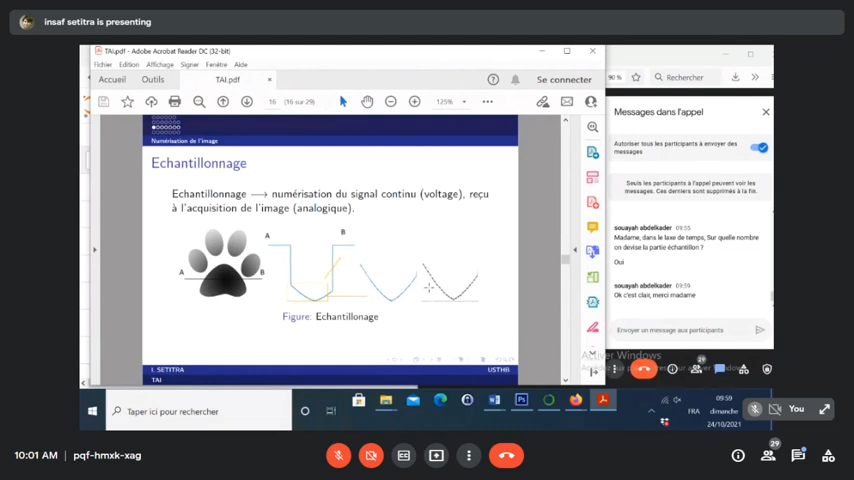 insaf setitra is presenting
TAI.pdf - Adobe Acrobat Reader DC (32-bit)
Fichier Edition Affichage Signer Fenêtre Aide
Accueil Outils TAI.pdf × Se connecter
16 (16 sur 29) 125%
90 % Rechercher
Numérisation de l'image
Echantillonnage
Echantillonnage → numérisation du signal continu (voltage), reçu
à l'acquisition de l'image (analogique).
A B
A B
Figure: Echantillonage
I. SETITRA USTHB
TAI
Messages dans l'appel
Autoriser tous les participants à envoyer des
messages
Seuls les participants à l'appel peuvent voir les
messages. Ces derniers sont supprimés à la fin.
souayah abdelkader 09:55
Madame, dans le laxe de temps, Sur quelle nombre
on devise la partie échantillon ?
Oui
souayah abdelkader 09:59
Ok c'est clair, merci madame
Envoyer un message aux participants
Activer Windows
29
Taper ici pour rechercher
FRA
09:59
dimanche
24/10/2021
You
10:01 AM | pqf-hmxk-xag
29